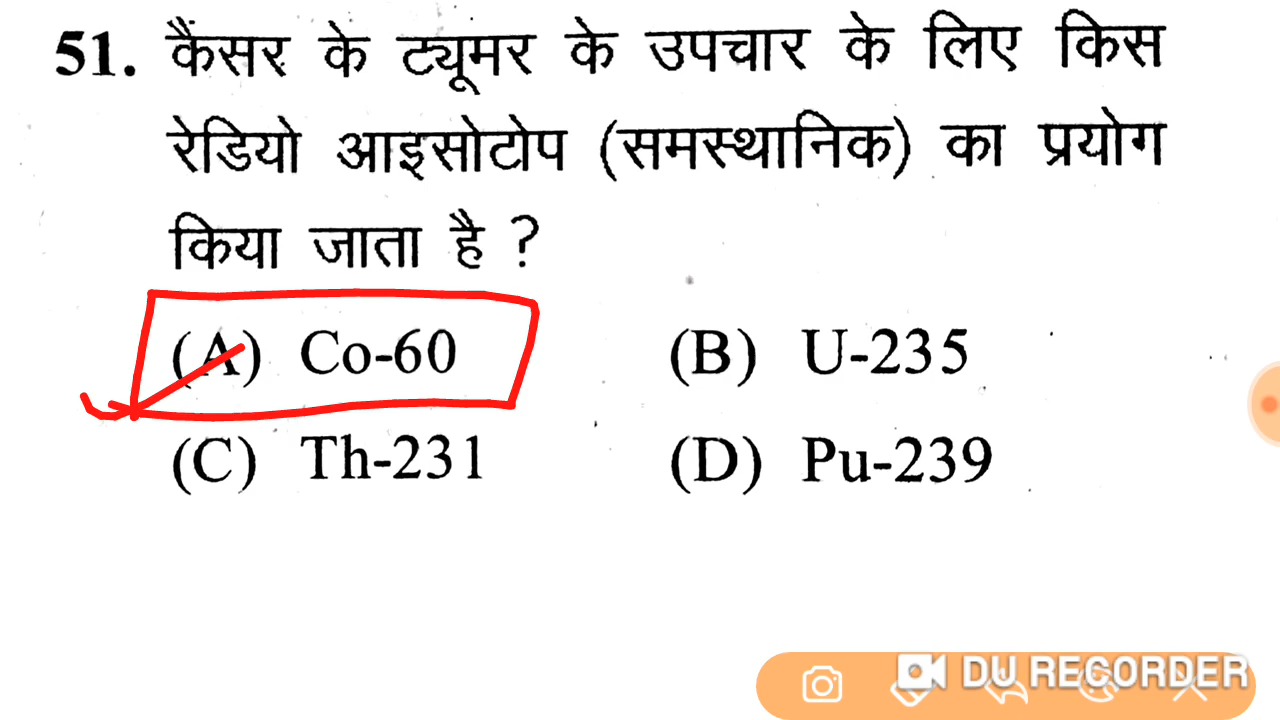 51. कैंसर के ट्यूमर के उपचार के लिए किस
रेडियो आइसोटोप (समस्थानिक) का प्रयोग
किया जाता है ?
(A) Co-60 (B) U-235
(C) Th-231 (D) Pu-239
DU RECORDER